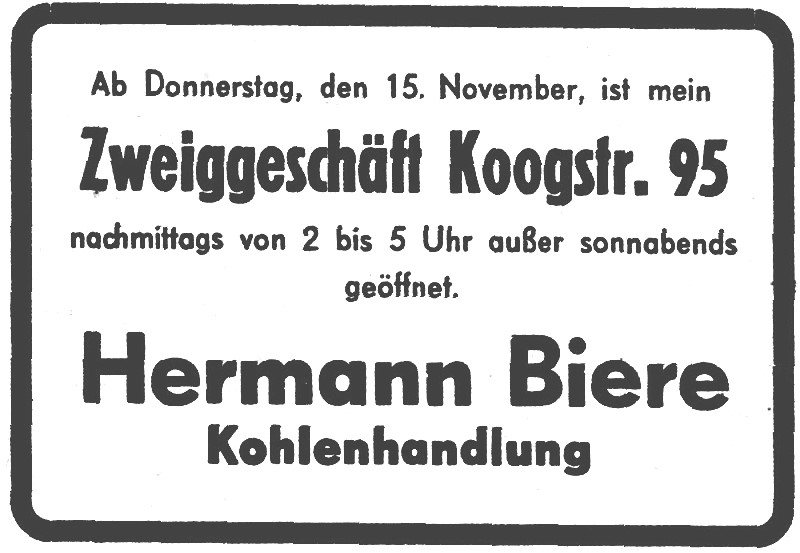 Ab Donnerstag, den 15. November, ist mein
Zweiggeschäft Koogstr. 95
nachmittags von 2 bis 5 Uhr außer sonnabends
geöffnet.
Hermann Biere
Kohlenhandlung